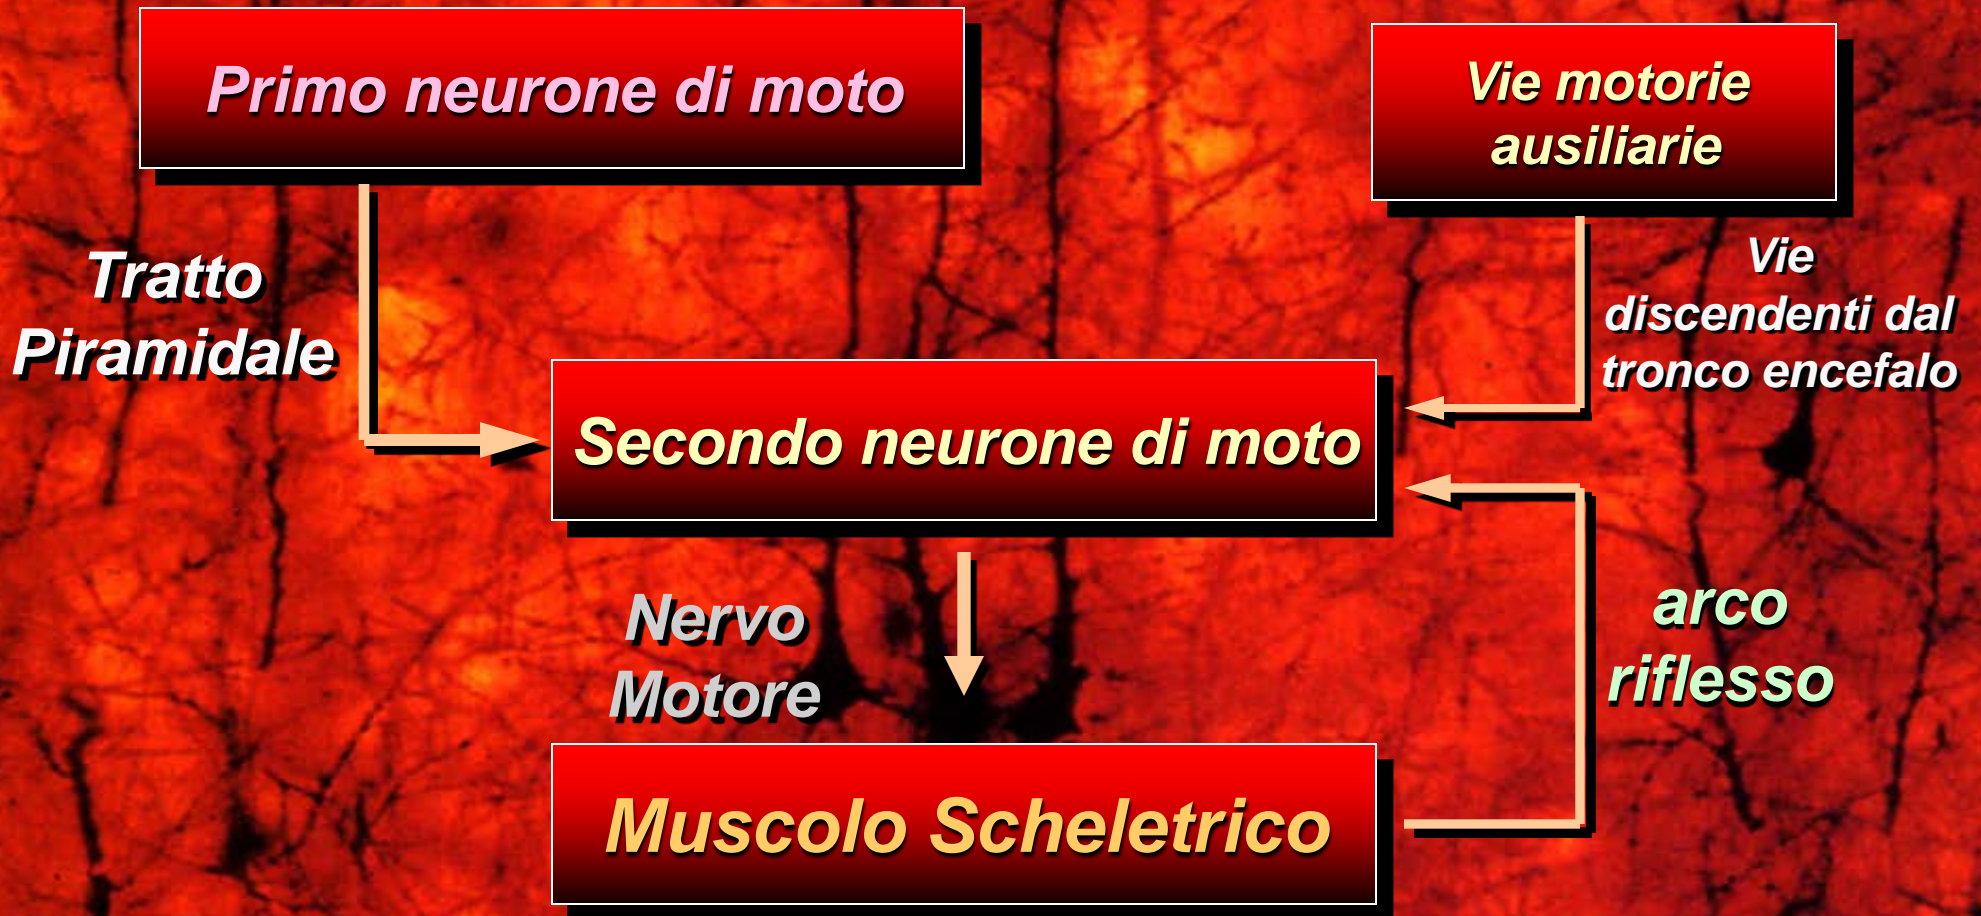 Primo neurone di moto
Vie motorie
ausiliarie
Tratto
Piramidale
Vie
discendenti dal
tronco encefalo
Secondo neurone di moto
Nervo
Motore
arco
riflesso
Muscolo Scheletrico